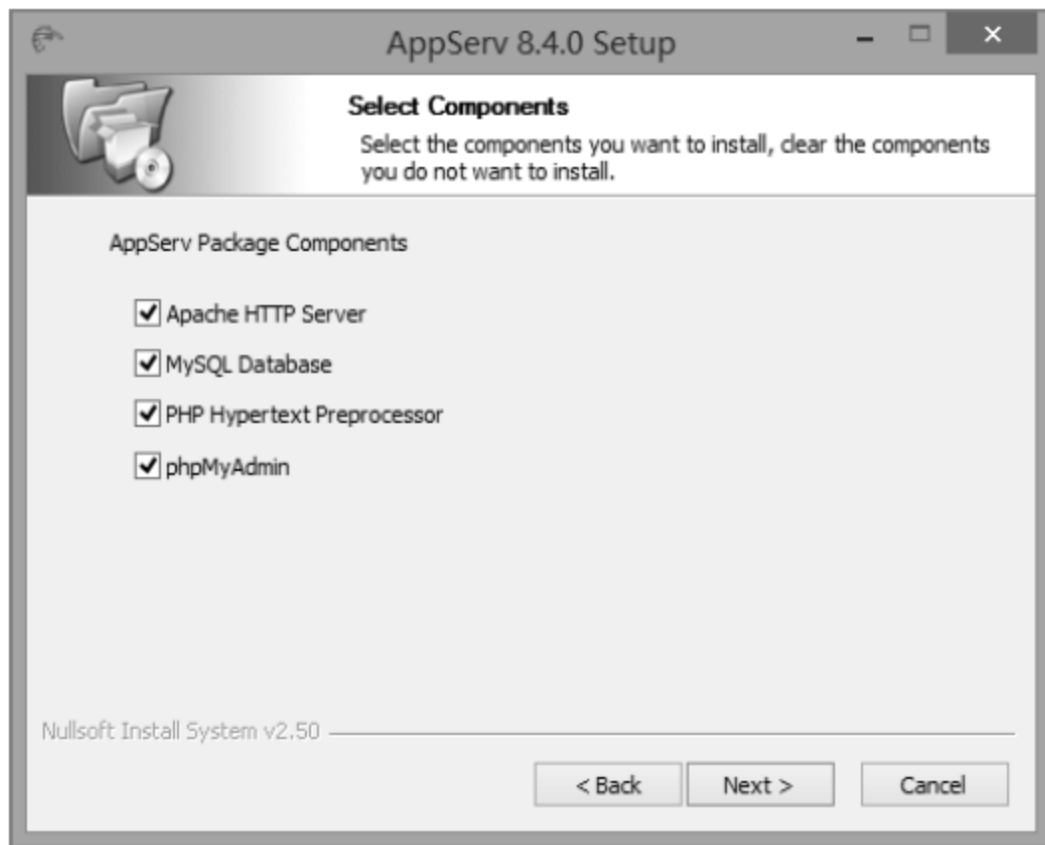 AppServ 8.4.0 Setup
Select Components
Select the components you want to install, clear the components
you do not want to install.
AppServ Package Components
Apache HTTP Server
MySQL Database
PHP Hypertext Preprocessor
phpMyAdmin
Nullsoft Install System v2.50
< Back Next > Cancel